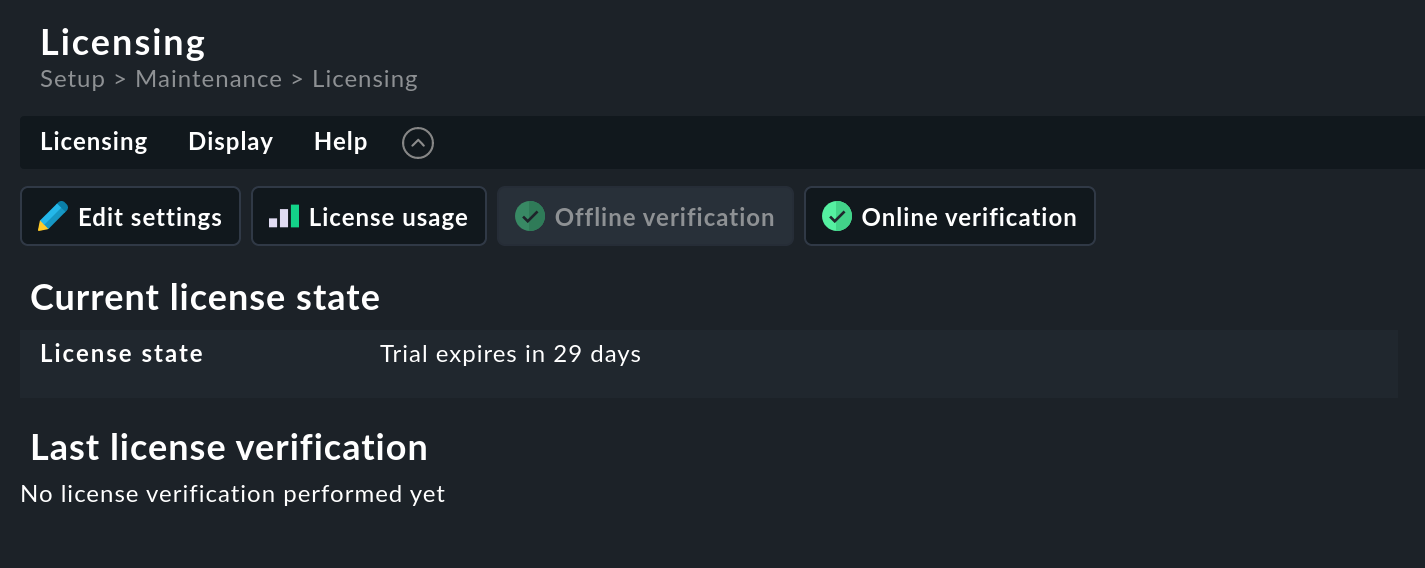 Licensing
Setup > Maintenance > Licensing
Licensing Display Help
Edit settings License usage Offline verification Online verification
Current license state
License state Trial expires in 29 days
Last license verification
No license verification performed yet